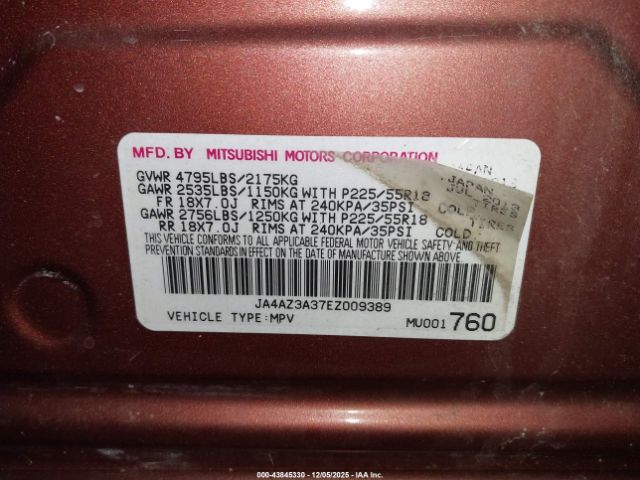 MFD. BY MITSUBISHI MOTORS CORPORATION JAPAN
GVWR 4795LBS/2175KG
GAWR 2535LBS/1150KG WITH P225/55R18
FR 18X7.0J RIMS AT 240KPA/35PSI COLD
GAWR 2756LBS/1250KG WITH P225/55R18 TIRES
RR 18X7.0J RIMS AT 240KPA/35PSI COLD
THIS VEHICLE CONFORMS TO ALL APPLICABLE FEDERAL MOTOR VEHICLE SAFETY AND THEFT
PREVENTION STANDARDS IN EFFECT ON THE DATE OF MANUFACTURE SHOWN ABOVE.
JA4AZ3A37EZ009389
VEHICLE TYPE:MPV MU001 760
000-43845330 - 12/05/2025 - IAA Inc.